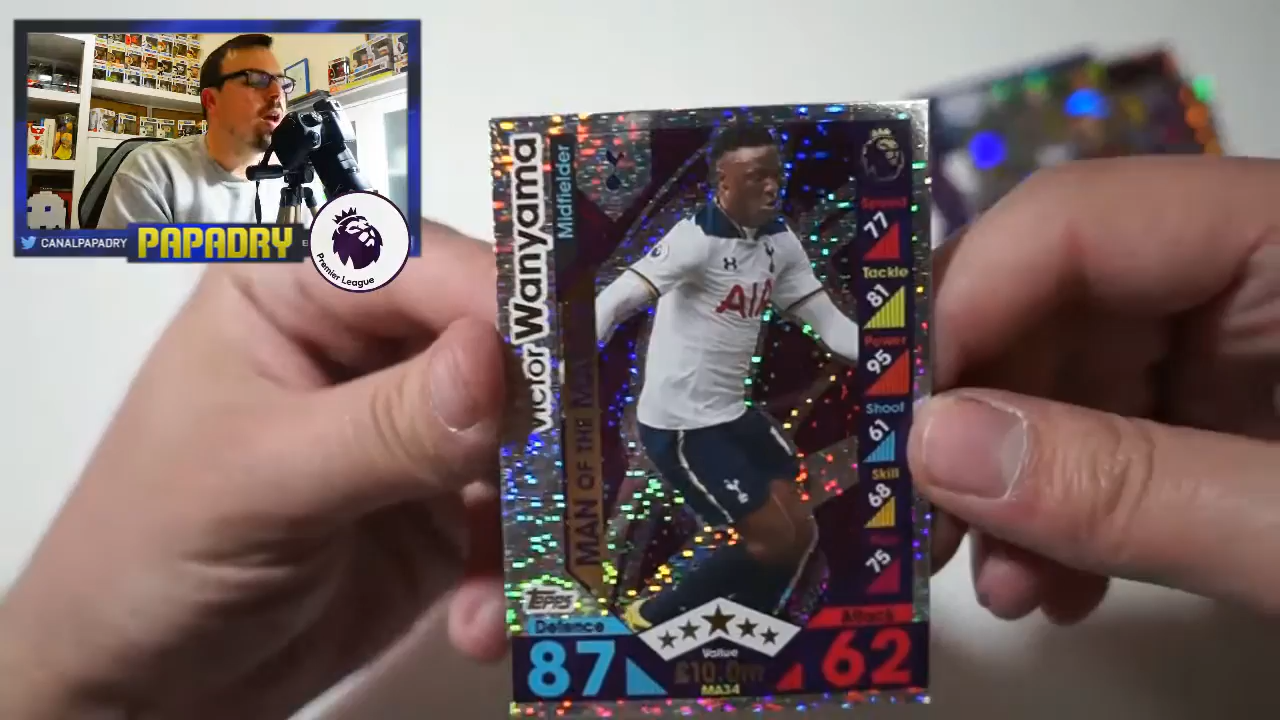 CANALPAPADRY
PAPADRY
Premier League
Victor Wanyama
Midfielder
MAN OF THE
AIA
Speed
77
Tackle
81
Power
95
Shoot
61
Skill
68
75
Topps
Defence
87
Value
£10.0m
MA34
Attack
62